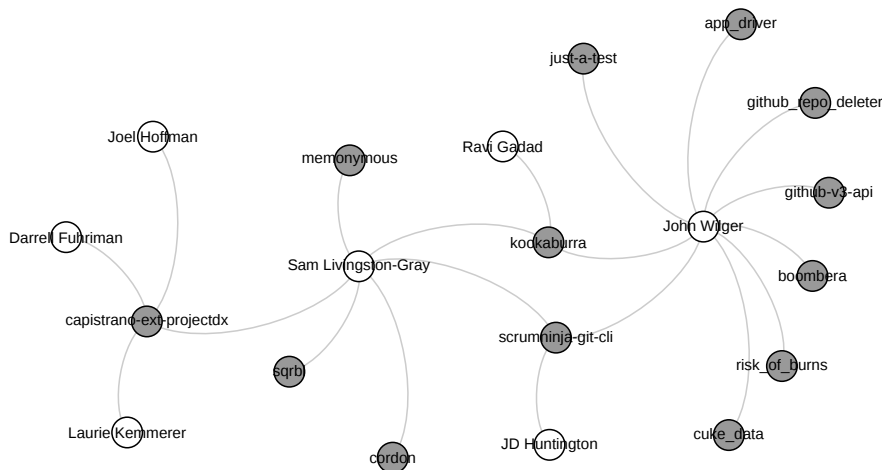 app_driver
just-a-test
github_repo_deleter
Joel Hoffman
Ravi Gadad
memonymous
github-v3-api
John Wilger
Darrell Fuhriman
kookaburra
Sam Livingston-Gray
boombera
capistrano-ext-projectdx
scrumninja-git-cli
risk_of_burns
sqrbl
Laurie Kemmerer
cuke_data
JD Huntington
cordon